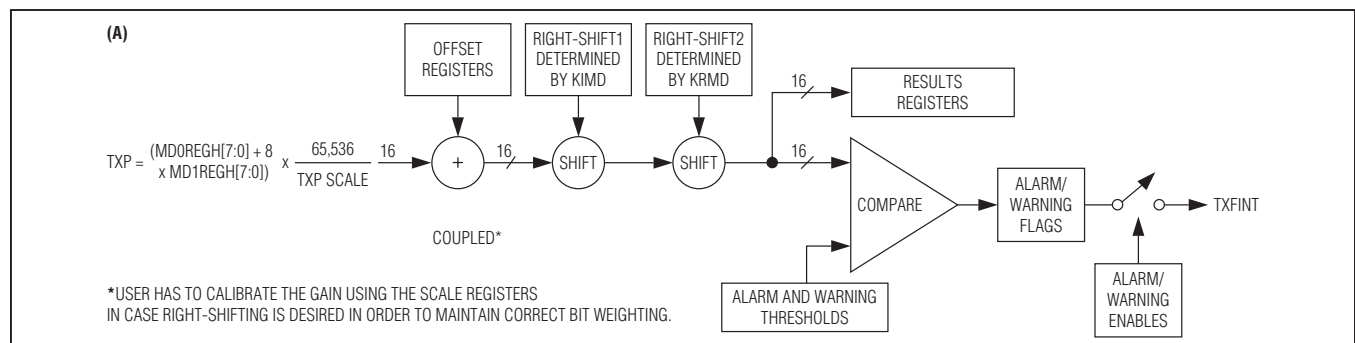 (A)
OFFSET
REGISTERS
RIGHT-SHIFT1
DETERMINED
BY KIMD
RIGHT-SHIFT2
DETERMINED
BY KRMD
16
RESULTS
REGISTERS
TXP = (MD0REGH[7:0] + 8
x MD1REGH[7:0]) x 65,536
TXP SCALE
16
+
16
SHIFT
SHIFT
16
COMPARE
ALARM/
WARNING
FLAGS
TXFINT
COUPLED*
*USER HAS TO CALIBRATE THE GAIN USING THE SCALE REGISTERS
IN CASE RIGHT-SHIFTING IS DESIRED IN ORDER TO MAINTAIN CORRECT BIT WEIGHTING.
ALARM AND WARNING
THRESHOLDS
ALARM/
WARNING
ENABLES